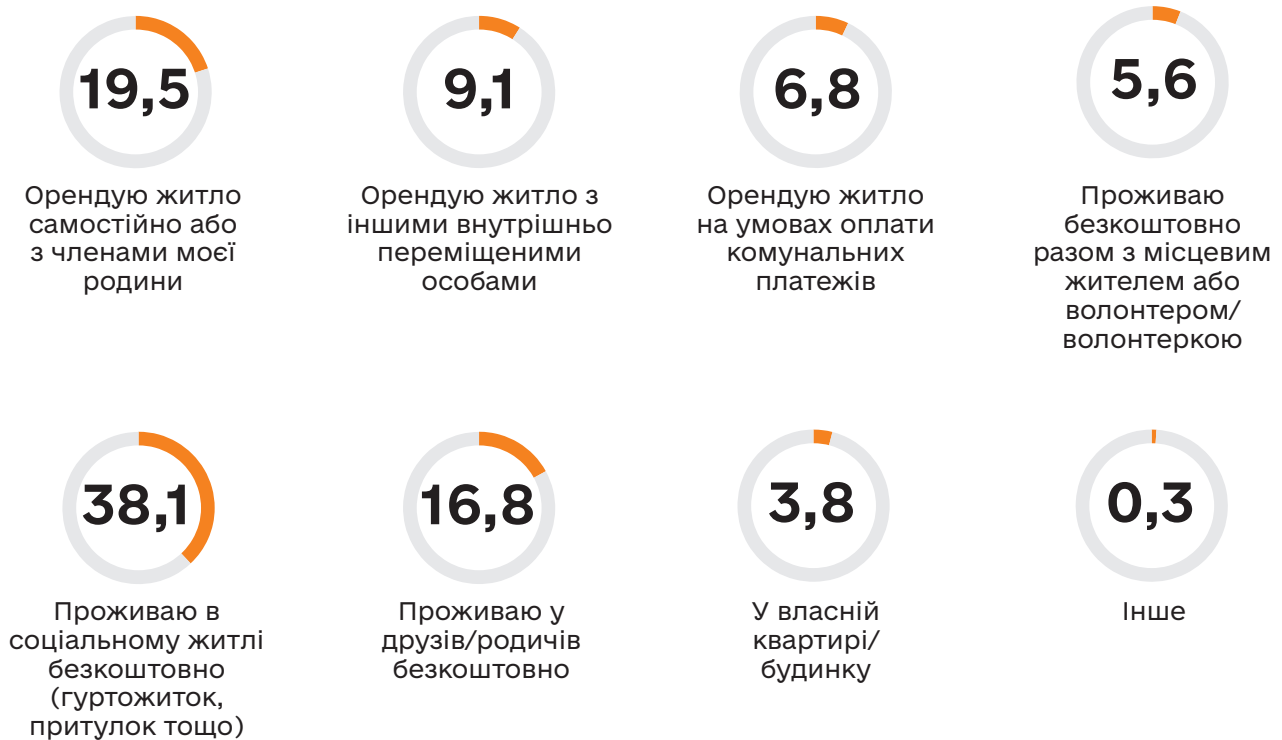 19,5
Орендую житло
самостійно або
з членами моєї
родини
9,1
Орендую житло з
іншими внутрішньо
переміщеними
особами
6,8
Орендую житло
на умовах оплати
комунальних
платежів
5,6
Проживаю
безкоштовно
разом з місцевим
жителем або
волонтером/
волонтеркою
38,1
Проживаю в
соціальному житлі
безкоштовно
(гуртожиток,
притулок тощо)
16,8
Проживаю у
друзів/родичів
безкоштовно
3,8
У власній
квартирі/
будинку
0,3
Інше